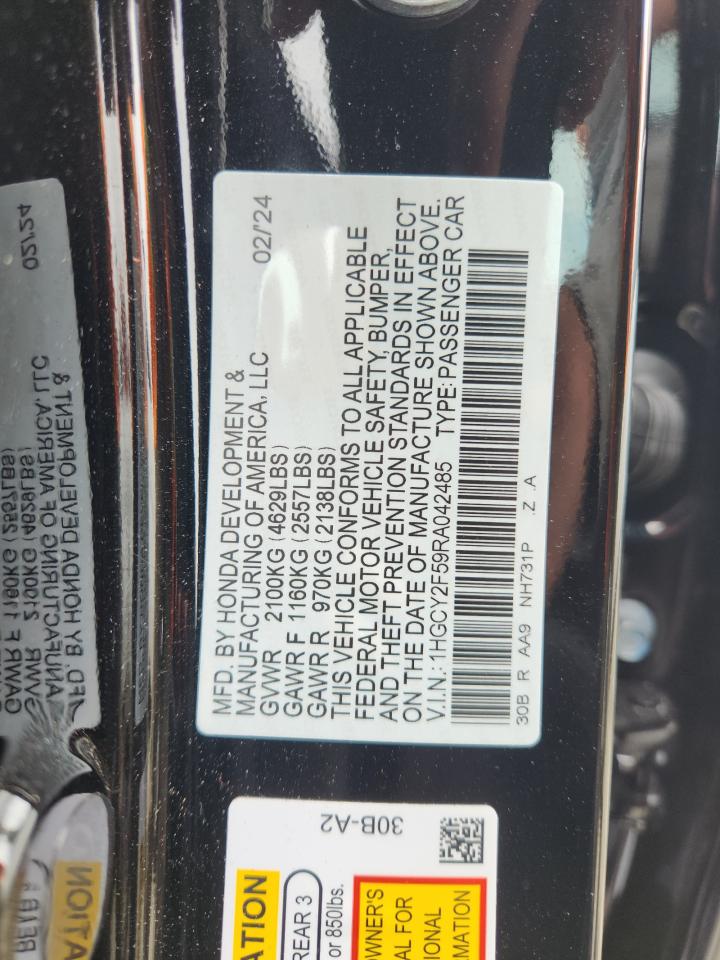 MFD. BY HONDA DEVELOPMENT &
MANUFACTURING OF AMERICA, LLC 02/'24
GVWR 2100KG (4629LBS)
GAWR F 1160KG (2557LBS)
GAWR R 970KG (2138LBS)
THIS VEHICLE CONFORMS TO ALL APPLICABLE
FEDERAL MOTOR VEHICLE SAFETY, BUMPER,
AND THEFT PREVENTION STANDARDS IN EFFECT
ON THE DATE OF MANUFACTURE SHOWN ABOVE.
V.I.N.: 1HGCY2F59RA042485 TYPE: PASSENGER CAR
30B R AA9 NH731P .Z .A
30B-A2
ATION
REAR 3
or 850lbs.
OWNER'S
AL FOR
IONAL
RMATION